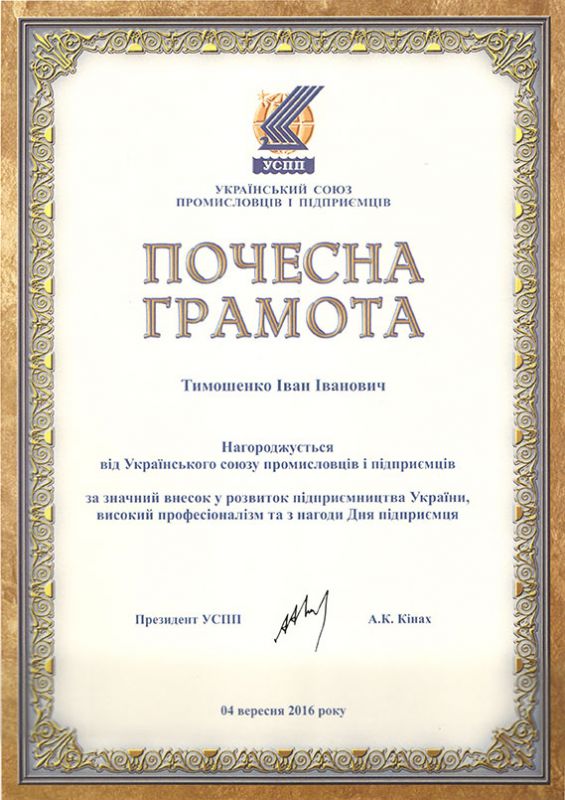 УСПП
УКРАЇНСЬКИЙ СОЮЗ
ПРОМИСЛОВЦІВ І ПІДПРИЄМЦІВ
ПОЧЕСНА
ГРАМОТА
Тимошенко Іван Іванович
Нагороджується
від Українського союзу промисловців і підприємців
за значний внесок у розвиток підприємництва України,
високий професіоналізм та з нагоди Дня підприємця
Президент УСПП А.К. Кінах
04 вересня 2016 року